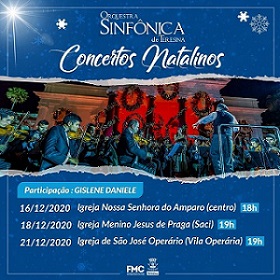 ORQUESTRA
SINFÔNICA
DE TERESINA
Concertos Natalinos
Participação : GISLENE DANIELE
16/12/2020 Igreja Nossa Senhora do Amparo (centro) 18h
18/12/2020 Igreja Menino Jesus de Praga (Saci) 19h
21/12/2020 Igreja de São José Operário (Vila Operária) 19h
FMC